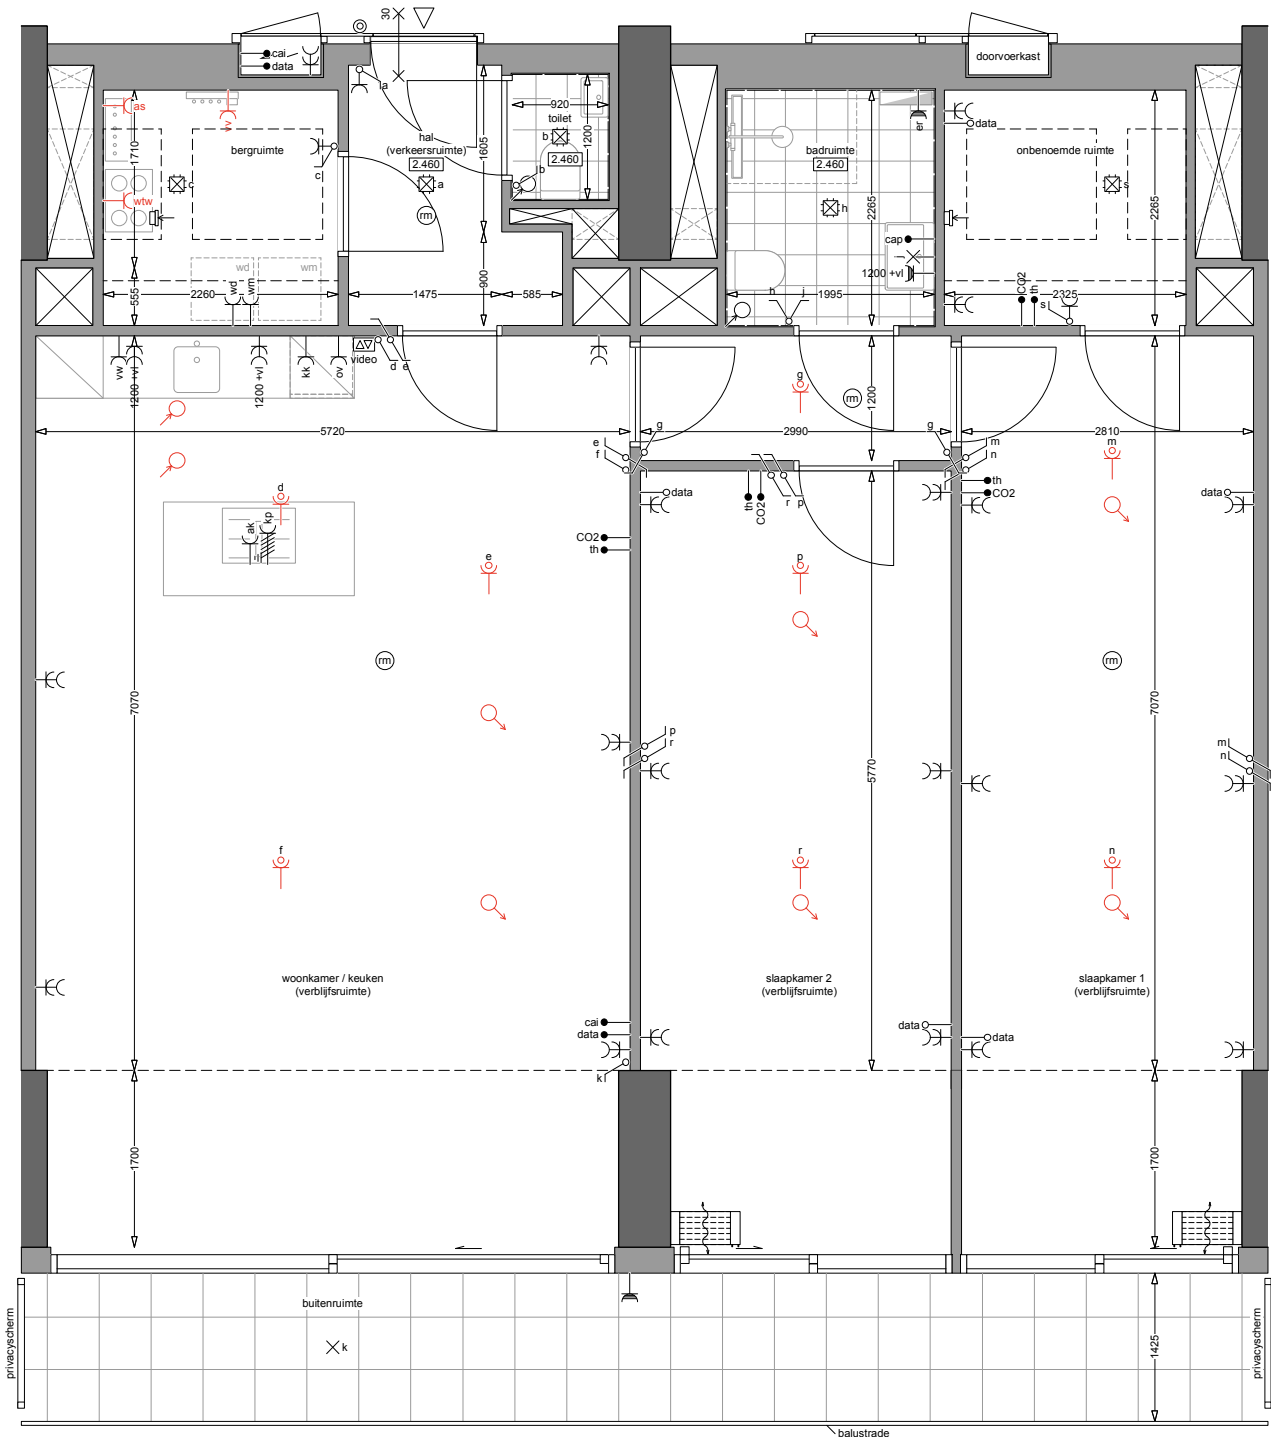 30
cai
data
la
doorvoerkast
as
vv
1710
bergruimte
c
wtw
c
hal
(verkeersruimte)
2.460
a
rm
1605
920
toilet
b
2.460
1200
b
badruimte
2.460
h
2265
er
cap
1200 +vl
data
onbenoemde ruimte
s
2265
555
wd
wm
wd
wm
2260
1475
900
585
h
j
1995
CO2
th
2325
s
vw
1200 +vl
1200 +vl
kk
ov
video
d
e
g
rm
1200
5720
2990
2810
e
f
g
g
m
n
m
d
ak
kp
data
th
CO2
r
p
th
CO2
data
CO2
th
e
p
rm
rm
7070
p
r
5770
7070
m
n
f
r
n
woonkamer / keuken
(verblijfsruimte)
slaapkamer 2
(verblijfsruimte)
slaapkamer 1
(verblijfsruimte)
cai
data
k
data
data
1700
1700
buitenruimte
k
privacyscherm
1425
privacyscherm
balustrade